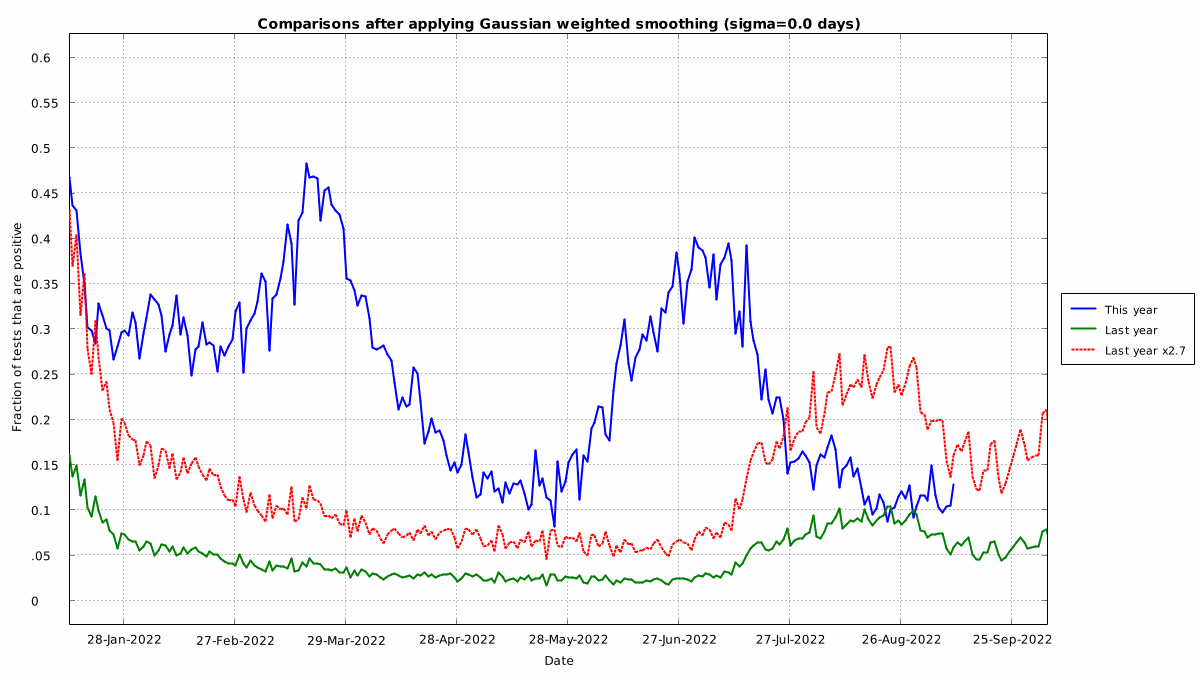 Comparisons after applying Gaussian weighted smoothing (sigma=0.0 days)
0.6
0.55
0.5
0.45
0.4
0.35
0.3
0.25
0.2
0.15
0.1
.05
0
Fraction of tests that are positive
28-Jan-2022
27-Feb-2022
29-Mar-2022
28-Apr-2022
28-May-2022
27-Jun-2022
27-Jul-2022
26-Aug-2022
25-Sep-2022
Date
This year
Last year
Last year x2.7